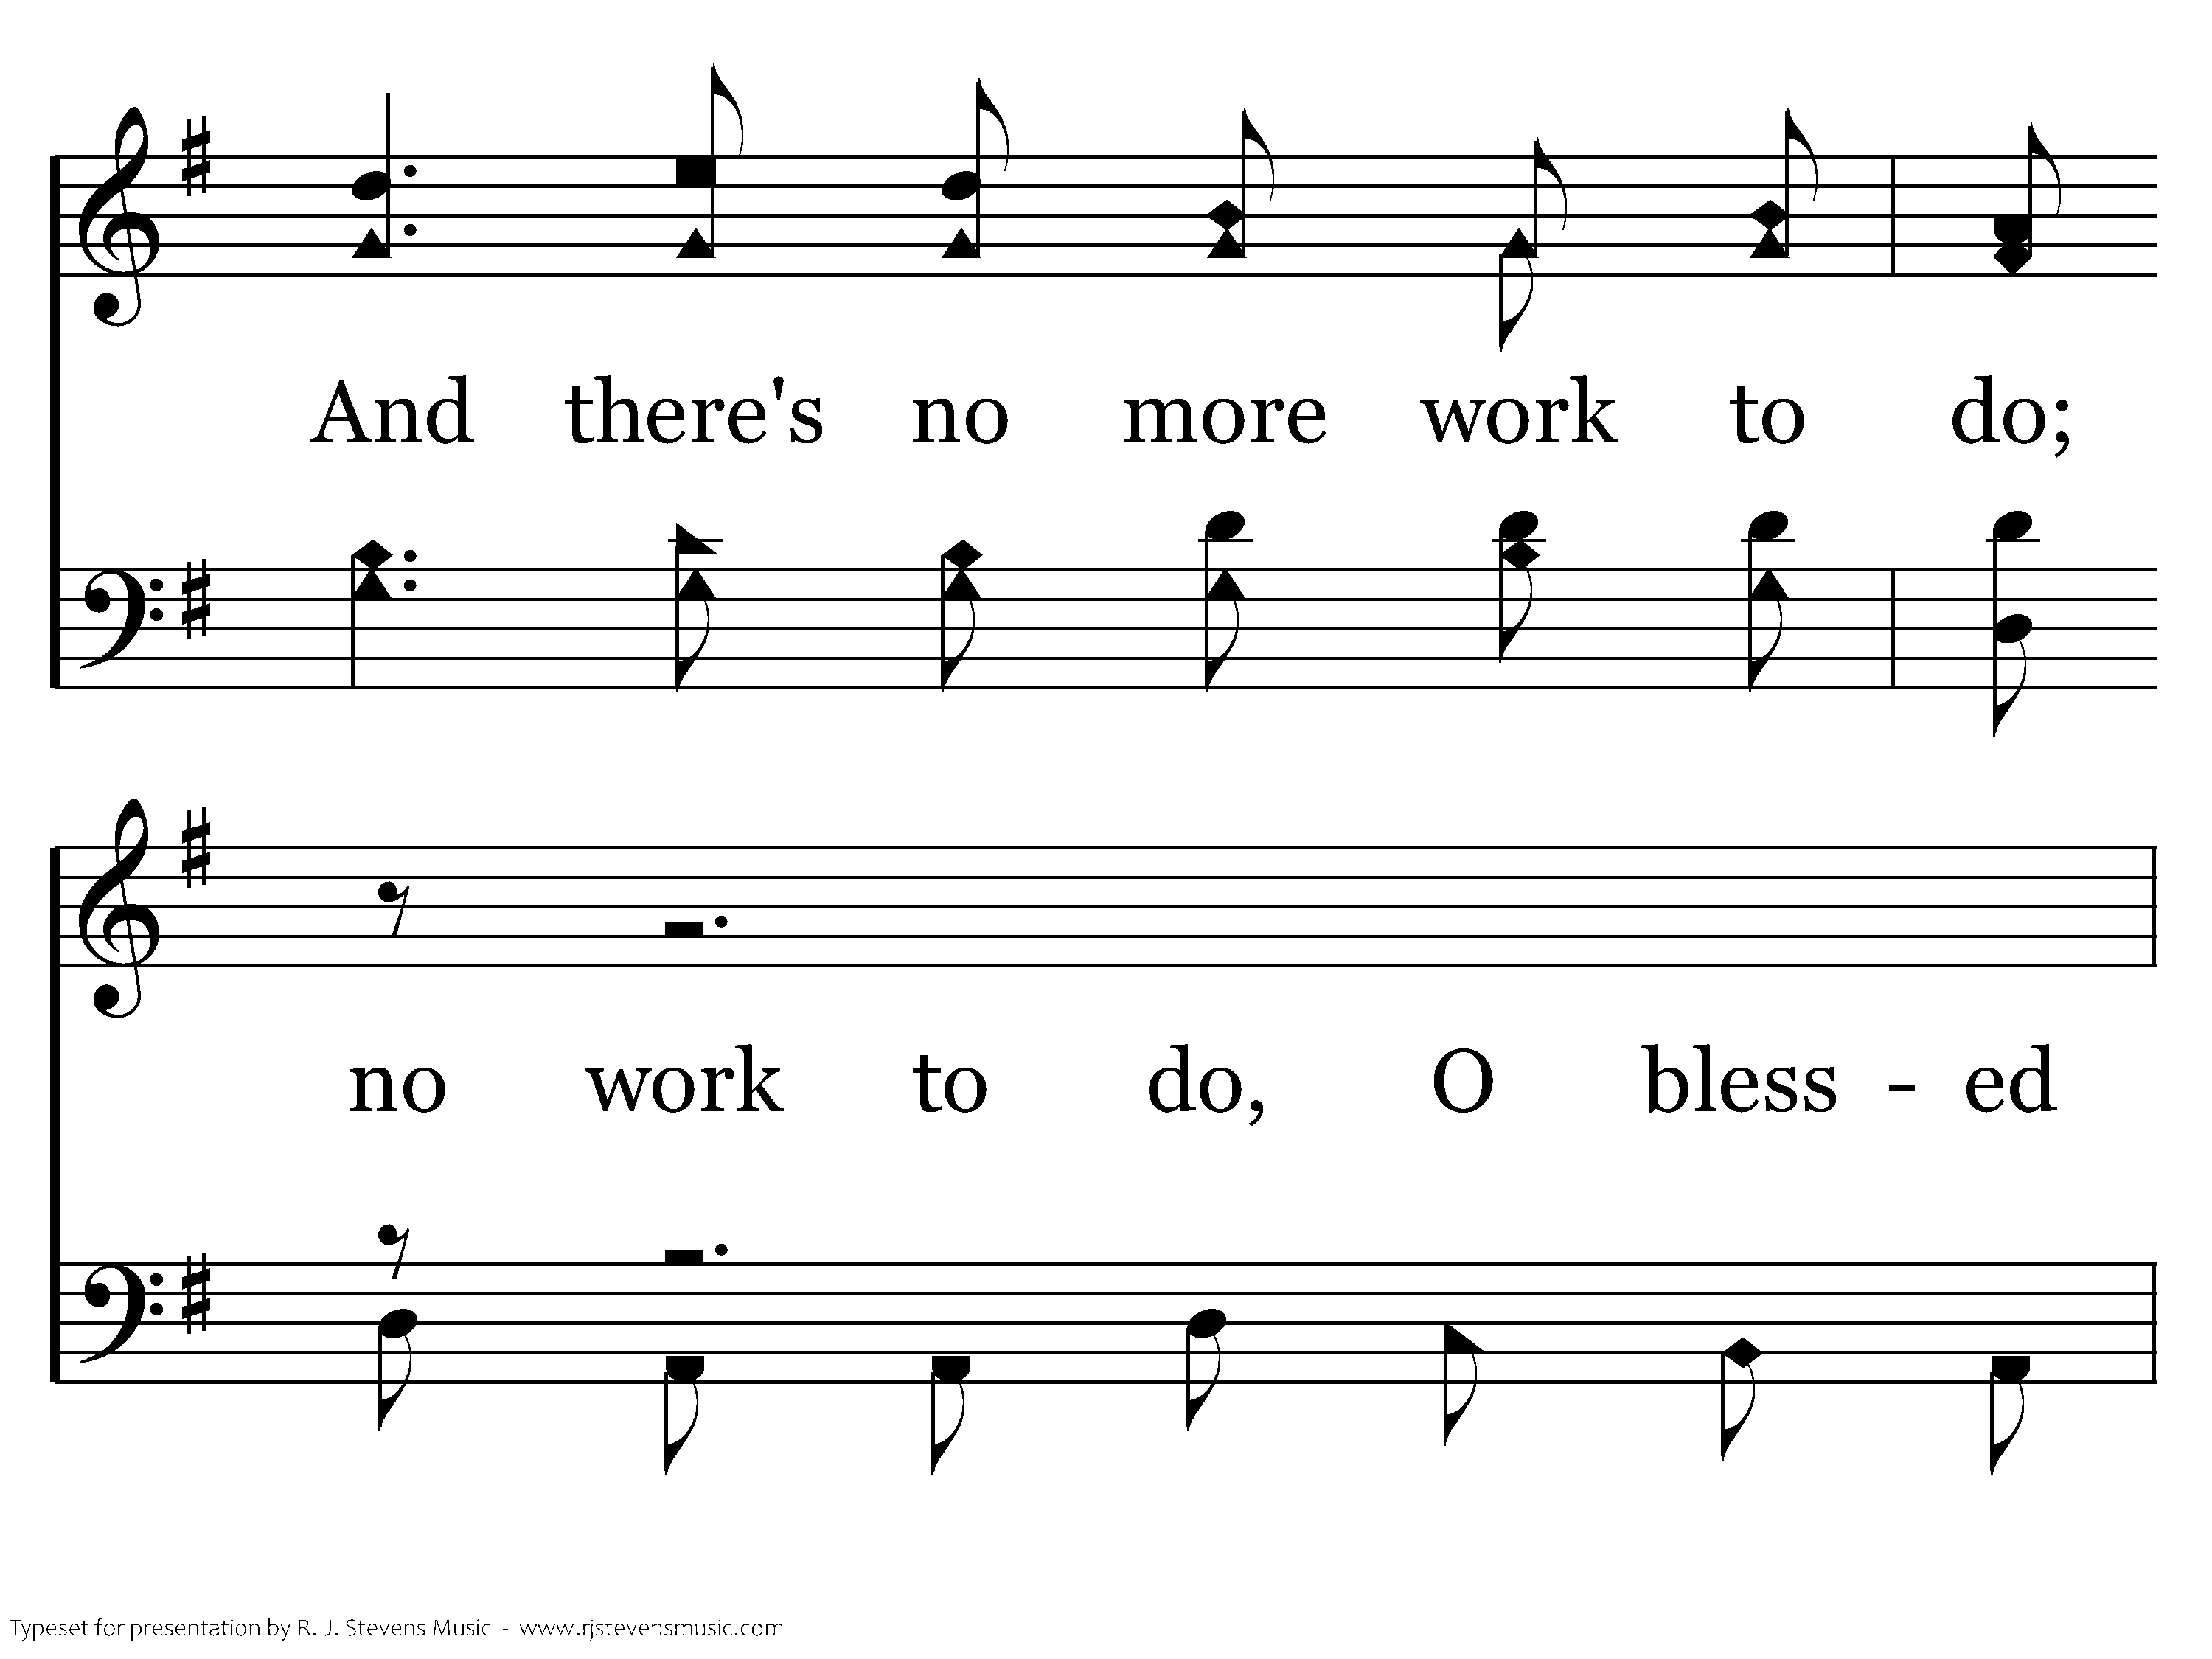 And there's no more work to do;
no work to do, O bless - ed
Typeset for presentation by R. J. Stevens Music - www.rjstevensmusic.com